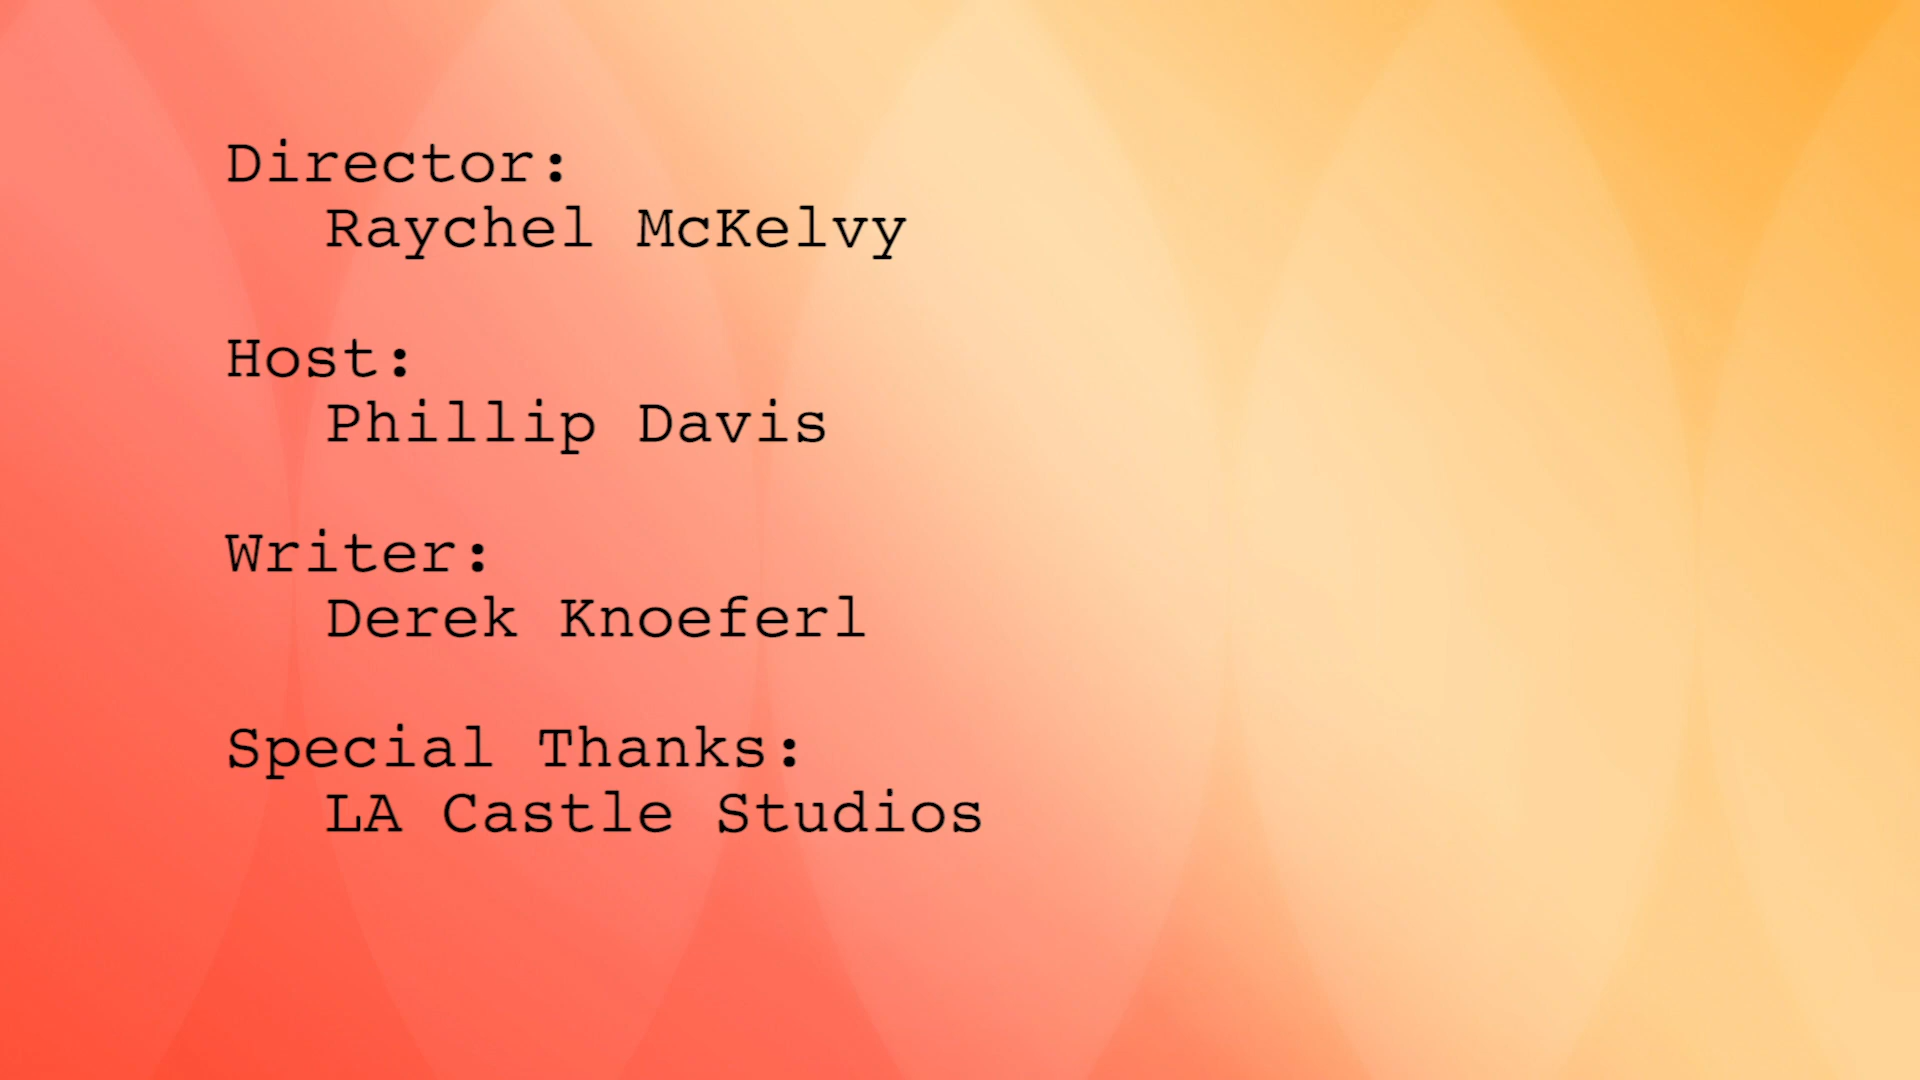 Director:
Raychel McKelvy
Host:
Phillip Davis
Writer:
Derek Knoeferl
Special Thanks:
LA Castle Studios